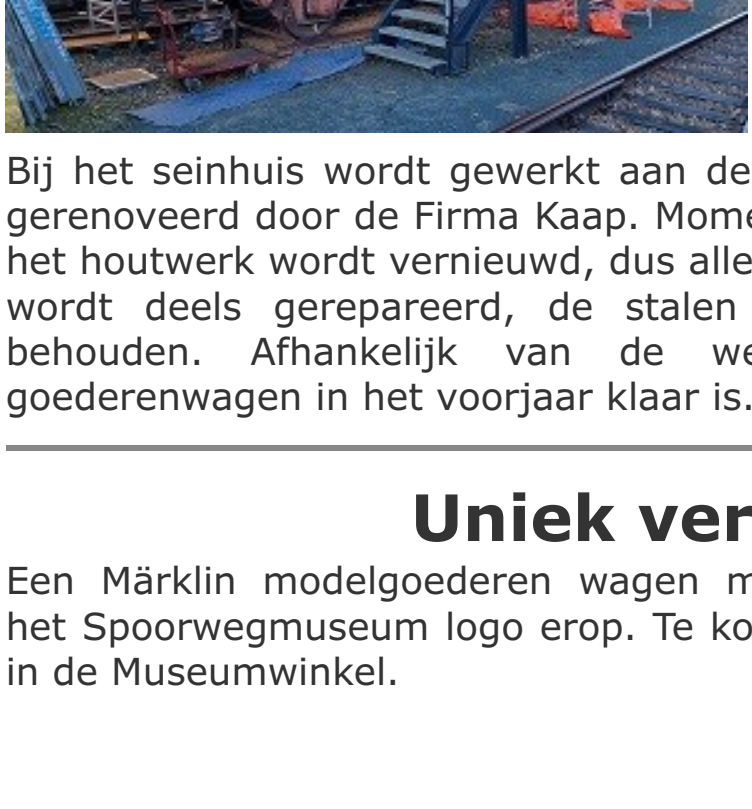 Bij het seinhuis wordt gewerkt aan de
gerenoveerd door de Firma Kaap. Mome
het houtwerk wordt vernieuwd, dus alle
wordt deels gerepareerd, de stalen
behouden. Afhankelijk van de we
goederenwagen in het voorjaar klaar is.
Uniek ver
Een Märklin modelgoederen wagen m
het Spoorwegmuseum logo erop. Te ko
in de Museumwinkel.